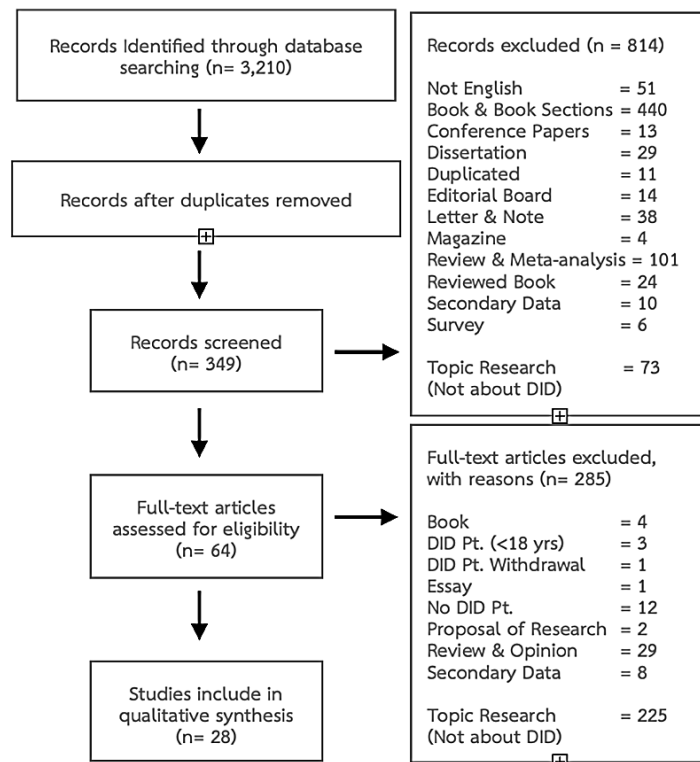 Records Identified through database
searching (n= 3,210)
Records after duplicates removed
Records screened
(n= 349)
Full-text articles
assessed for eligibility
(n= 64)
Studies include in
qualitative synthesis
(n= 28)
Records excluded (n = 814)
Not English = 51
Book & Book Sections = 440
Conference Papers = 13
Dissertation = 29
Duplicated = 11
Editorial Board = 14
Letter & Note = 38
Magazine = 4
Review & Meta-analysis = 101
Reviewed Book = 24
Secondary Data = 10
Survey = 6
Topic Research = 73
(Not about DID)
Full-text articles excluded,
with reasons (n= 285)
Book = 4
DID Pt. (<18 yrs) = 3
DID Pt. Withdrawal = 1
Essay = 1
No DID Pt. = 12
Proposal of Research = 2
Review & Opinion = 29
Secondary Data = 8
Topic Research = 225
(Not about DID)